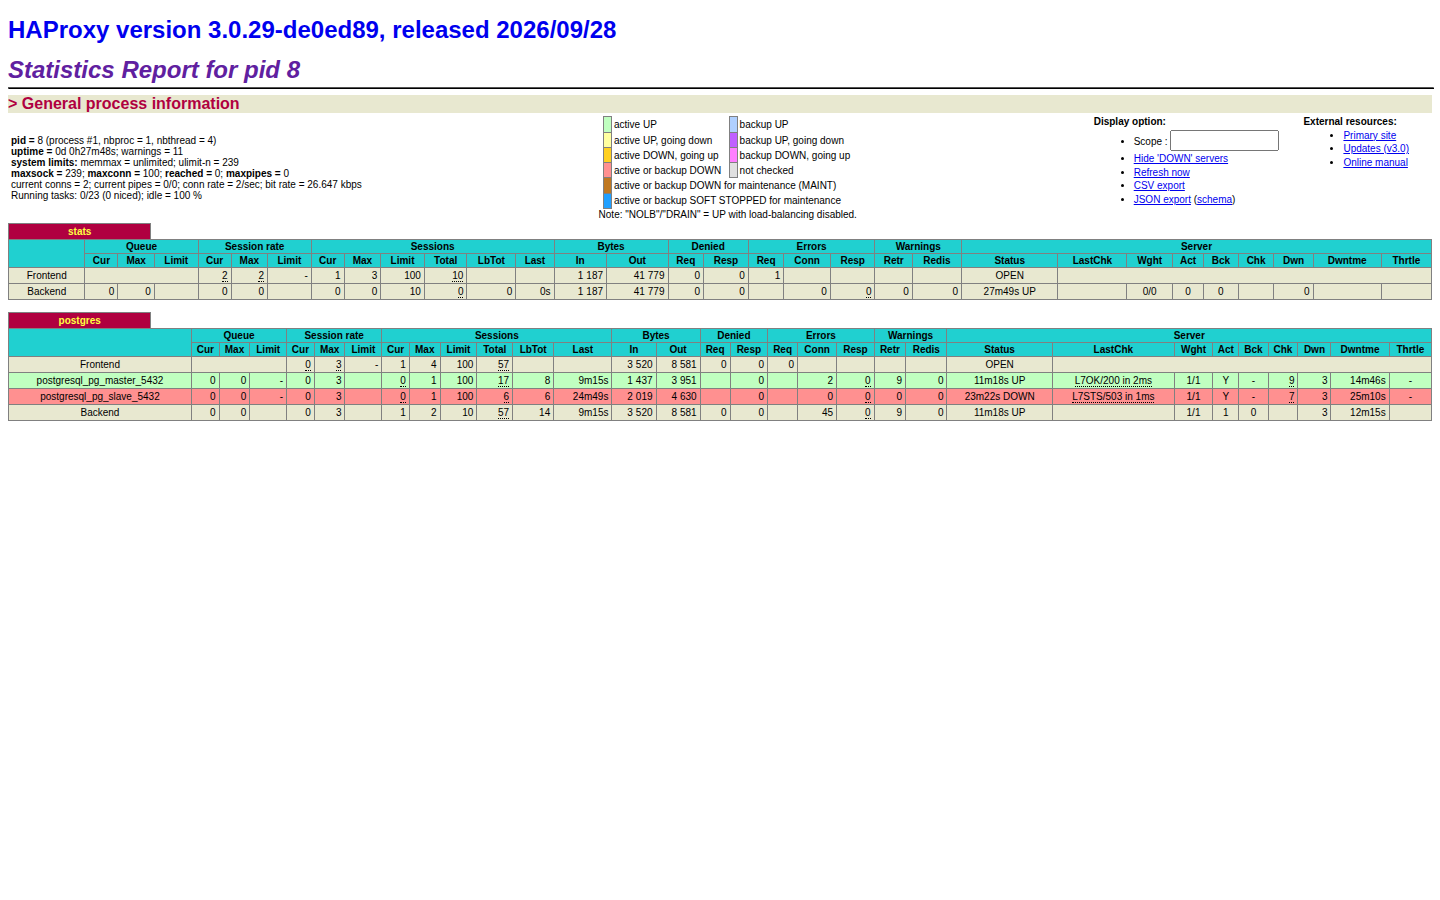 HAProxy version 3.0.29-de0ed89, released 2026/09/28
Statistics Report for pid 8
> General process information
pid = 8 (process #1, nbproc = 1, nbthread = 4)
uptime = 0d 0h27m48s; warnings = 11
system limits: memmax = unlimited; ulimit-n = 239
maxsock = 239; maxconn = 100; reached = 0; maxpipes = 0
current conns = 2; current pipes = 0/0; conn rate = 2/sec; bit rate = 26.647 kbps
Running tasks: 0/23 (0 niced); idle = 100 %
active UP backup UP
active UP, going down backup UP, going down
active DOWN, going up backup DOWN, going up
active or backup DOWN not checked
active or backup DOWN for maintenance (MAINT)
active or backup SOFT STOPPED for maintenance
Note: "NOLB"/"DRAIN" = UP with load-balancing disabled.
Display option:
• Scope :
• Hide 'DOWN' servers
• Refresh now
• CSV export
• JSON export (schema)
External resources:
• Primary site
• Updates (v3.0)
• Online manual
stats
Queue Session rate Sessions Bytes Denied Errors Warnings Server
Cur Max Limit Cur Max Limit Cur Max Limit Total LbTot Last In Out Req Resp Req Conn Resp Retr Redis Status LastChk Wght Act Bck Chk Dwn Dwntme Thrtle
Frontend 2 2 - 1 3 100 10 1 187 41 779 0 0 1 OPEN
Backend 0 0 0 0 0 0 10 0 0 0s 1 187 41 779 0 0 0 0 0 0 27m49s UP 0/0 0 0 0
postgres
Queue Session rate Sessions Bytes Denied Errors Warnings Server
Cur Max Limit Cur Max Limit Cur Max Limit Total LbTot Last In Out Req Resp Req Conn Resp Retr Redis Status LastChk Wght Act Bck Chk Dwn Dwntme Thrtle
Frontend 0 3 - 1 4 100 57 3 520 8 581 0 0 0 OPEN
postgresql_pg_master_5432 0 0 - 0 3 0 1 100 17 8 9m15s 1 437 3 951 0 2 0 9 0 11m18s UP L7OK/200 in 2ms 1/1 Y - 9 3 14m46s -
postgresql_pg_slave_5432 0 0 - 0 3 0 1 100 6 6 24m49s 2 019 4 630 0 0 0 0 0 23m22s DOWN L7STS/503 in 1ms 1/1 Y - 7 3 25m10s -
Backend 0 0 0 3 1 2 10 57 14 9m15s 3 520 8 581 0 0 45 0 9 0 11m18s UP 1/1 1 0 3 12m15s